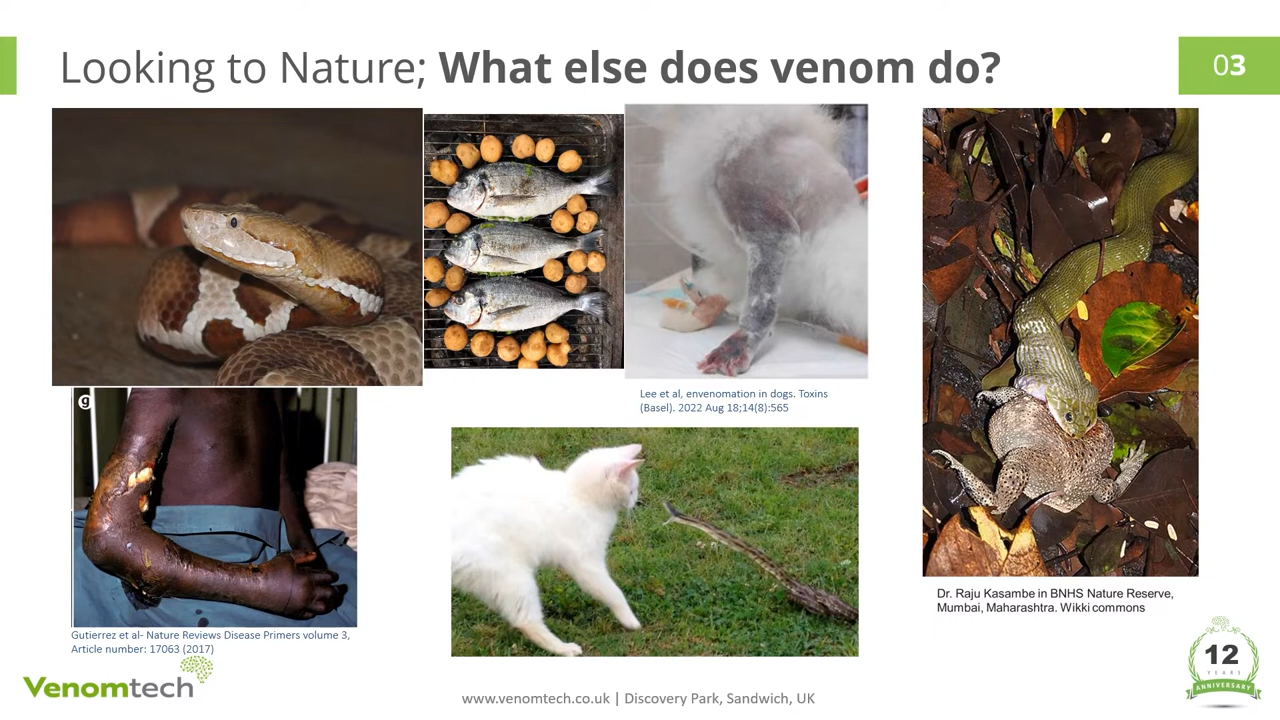 Looking to Nature; What else does venom do?
03
Lee et al, envenomation in dogs. Toxins
(Basel). 2022 Aug 18;14(8):565
g
Gutierrez et al- Nature Reviews Disease Primers volume 3,
Article number: 17063 (2017)
Dr. Raju Kasambe in BNHS Nature Reserve,
Mumbai, Maharashtra. Wikki commons
Venomtech
www.venomtech.co.uk | Discovery Park, Sandwich, UK
12
YEARS
ANNIVERSARY